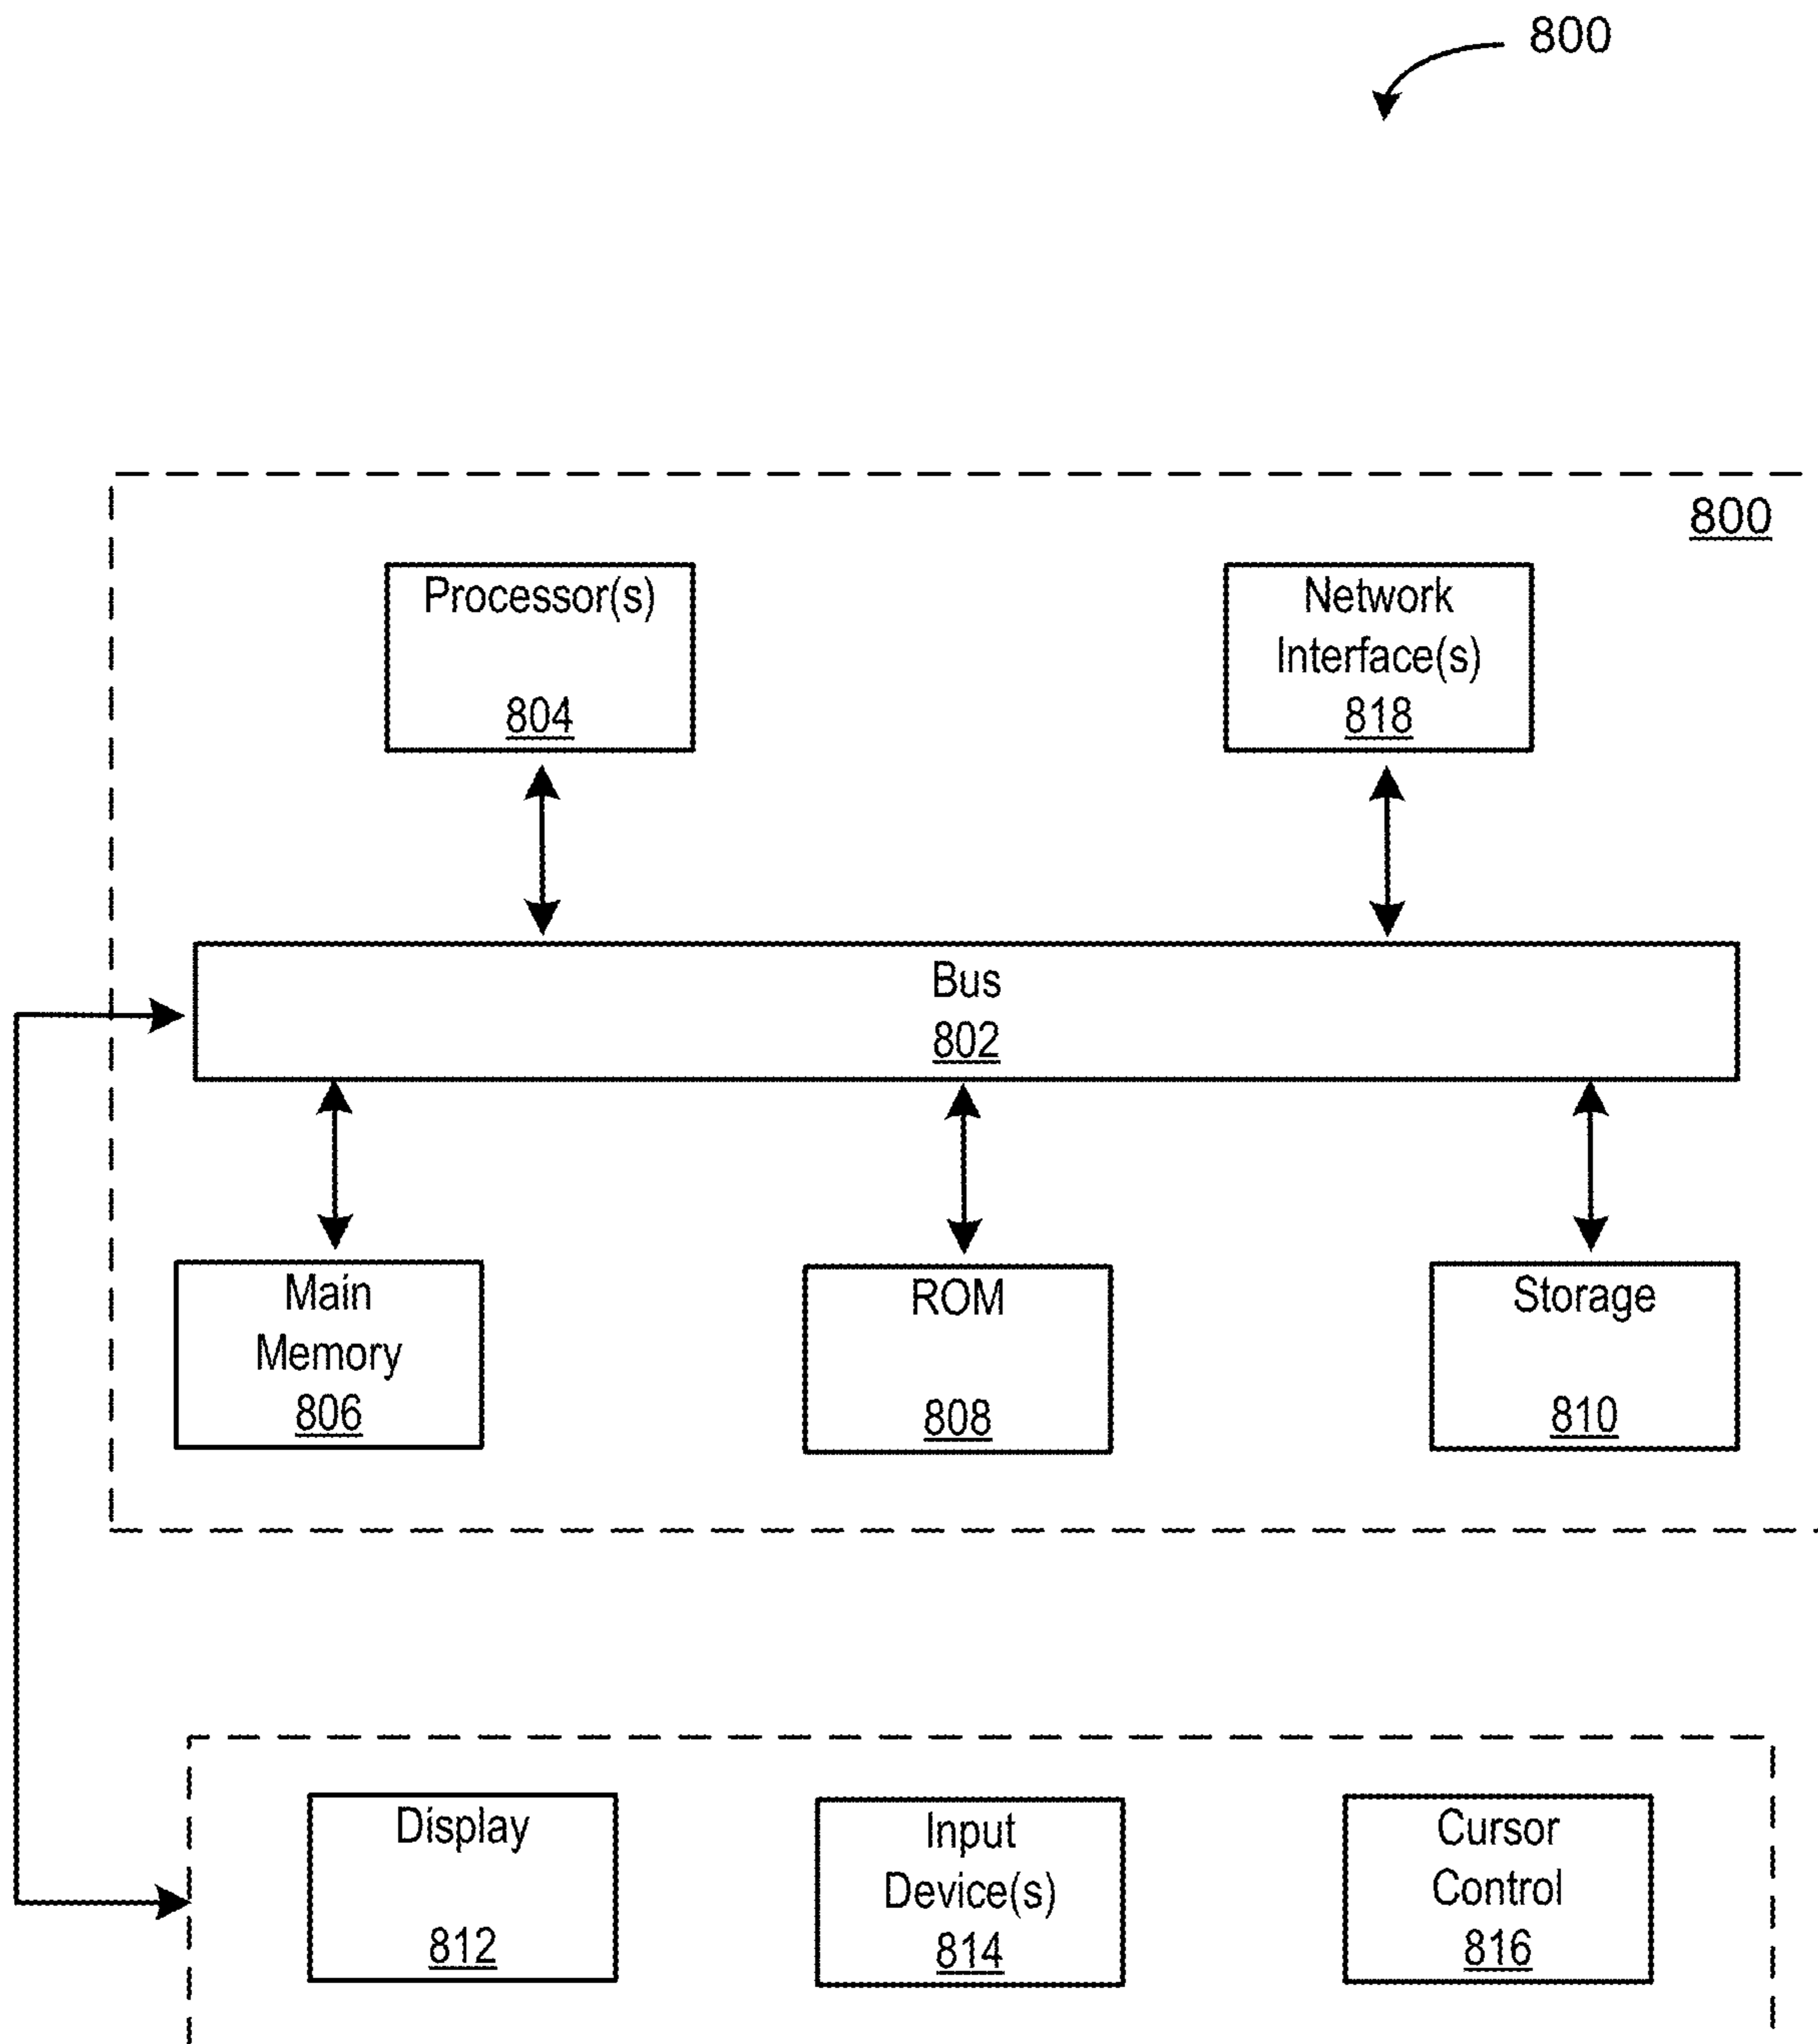 800
800
Processor(s)
804
Network
Interface(s)
818
Bus
802
Main
Memory
806
ROM
808
Storage
810
Display
812
Input
Device(s)
814
Cursor
Control
816